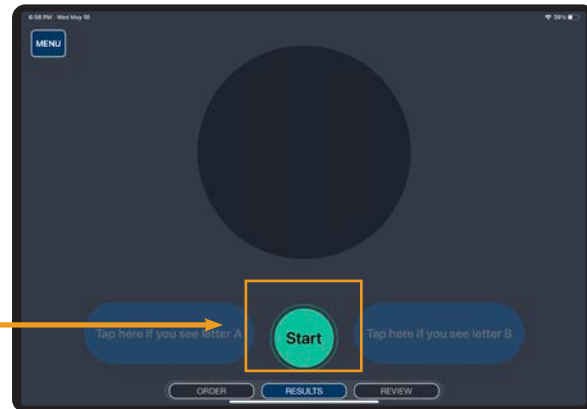 6:58 PM Wed May 18
39%
MENU
Tap here if you see letter A
Start
Tap here if you see letter B
ORDER
RESULTS
REVIEW